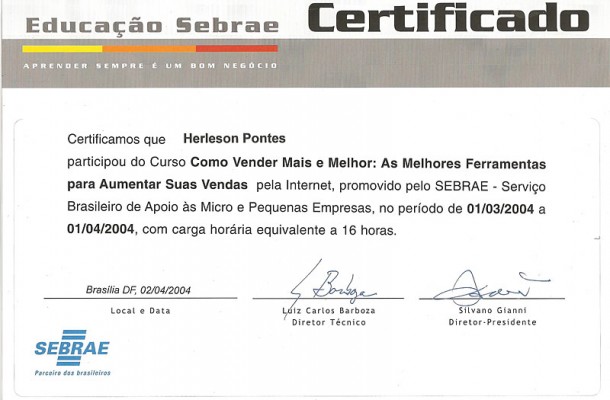 Educação Sebrae
Certificado
APRENDER SEMPRE É UM BOM NEGÓCIO
Certificamos que Herleson Pontes
participou do Curso Como Vender Mais e Melhor: As Melhores Ferramentas
para Aumentar Suas Vendas pela Internet, promovido pelo SEBRAE - Serviço
Brasileiro de Apoio às Micro e Pequenas Empresas, no período de 01/03/2004 a
01/04/2004, com carga horária equivalente a 16 horas.
Brasília DF, 02/04/2004
Local e Data
Barboza
Luiz Carlos Barboza
Diretor Técnico
Silvano Gianni
Diretor-Presidente
SEBRAE
Parceiro dos brasileiros